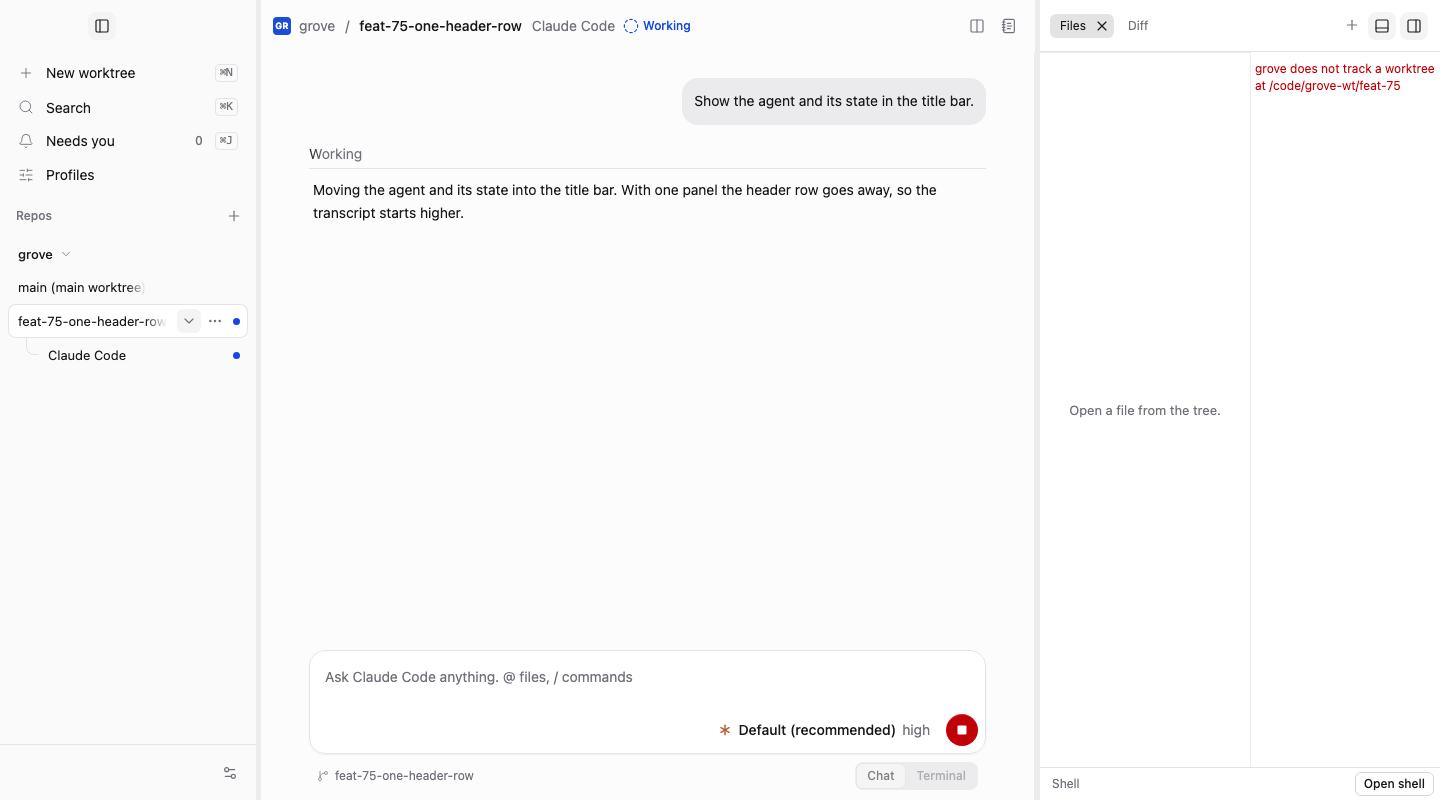 New worktree ⌘N
Search ⌘K
Needs you 0 ⌘J
Profiles
Repos
grove
main (main worktree)
feat-75-one-header-row
Claude Code
GR grove / feat-75-one-header-row Claude Code Working
Show the agent and its state in the title bar.
Working
Moving the agent and its state into the title bar. With one panel the header row goes away, so the
transcript starts higher.
Ask Claude Code anything. @ files, / commands
Default (recommended) high
feat-75-one-header-row
Chat Terminal
Files Diff
Open a file from the tree.
grove does not track a worktree
at /code/grove-wt/feat-75
Shell Open shell